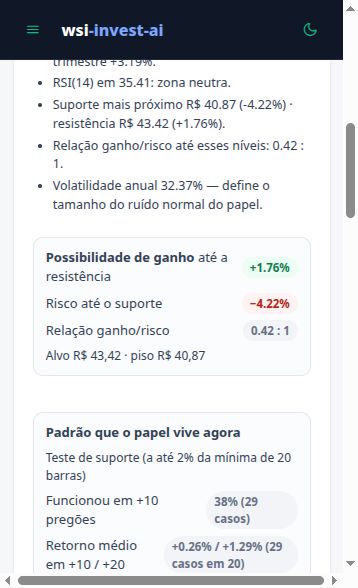 wsi-invest-ai
trimestre +3.19%.
RSI(14) em 35.41: zona neutra.
Suporte mais próximo R$ 40.87 (-4.22%) ·
resistência R$ 43.42 (+1.76%).
Relação ganho/risco até esses níveis: 0.42 :
1.
Volatilidade anual 32.37% — define o
tamanho do ruído normal do papel.
Possibilidade de ganho até a
resistência
+1.76%
Risco até o suporte
−4.22%
Relação ganho/risco
0.42 : 1
Alvo R$ 43,42 · piso R$ 40,87
Padrão que o papel vive agora
Teste de suporte (a até 2% da mínima de 20
barras)
Funcionou em +10
pregões
38% (29
casos)
Retorno médio
em +10 / +20
+0.26% / +1.29% (29
casos em 20)